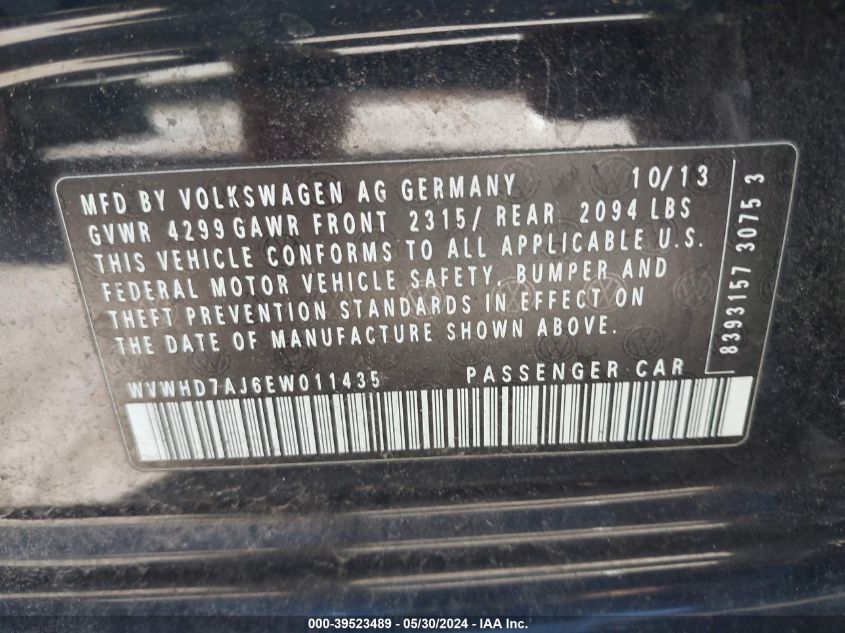 MFD BY VOLKSWAGEN AG GERMANY 10/13
GVWR 4299 GAWR FRONT 2315/ REAR 2094 LBS
THIS VEHICLE CONFORMS TO ALL APPLICABLE U.S.
FEDERAL MOTOR VEHICLE SAFETY, BUMPER AND
THEFT PREVENTION STANDARDS IN EFFECT ON
THE DATE OF MANUFACTURE SHOWN ABOVE.
WVWHD7AJ6EW011435 PASSENGER CAR
8393157 3075 3
000-39523489 - 05/30/2024 - IAA Inc.